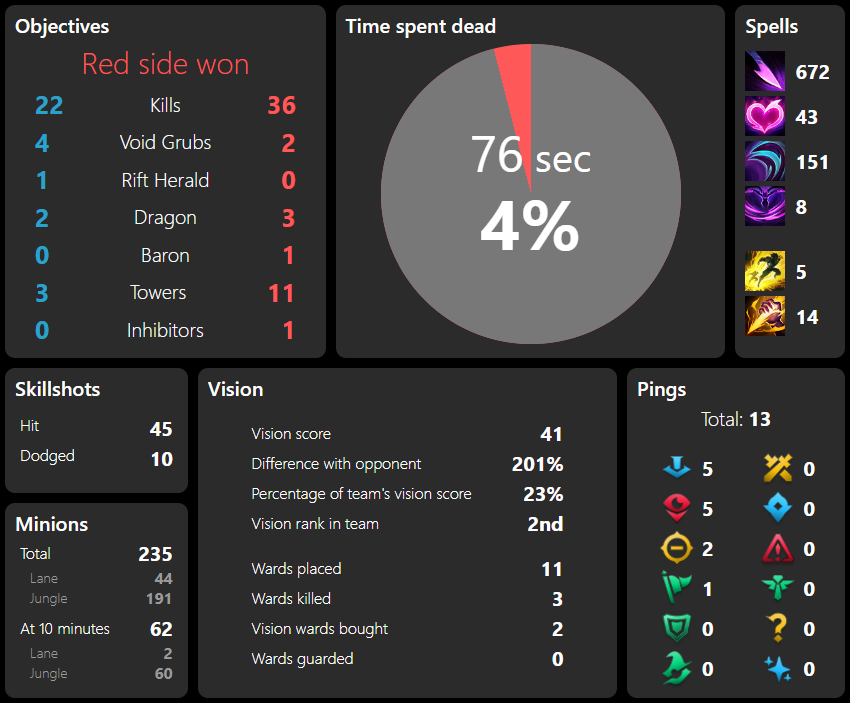 Objectives
Red side won
22 Kills 36
4 Void Grubs 2
1 Rift Herald 0
2 Dragon 3
0 Baron 1
3 Towers 11
0 Inhibitors 1
Time spent dead
76 sec
4%
Spells
672
43
151
8
5
14
Skillshots
Hit 45
Dodged 10
Minions
Total 235
Lane 44
Jungle 191
At 10 minutes 62
Lane 2
Jungle 60
Vision
Vision score 41
Difference with opponent 201%
Percentage of team's vision score 23%
Vision rank in team 2nd
Wards placed 11
Wards killed 3
Vision wards bought 2
Wards guarded 0
Pings
Total: 13
5 0
5 0
2 0
1 0
0 0
0 0